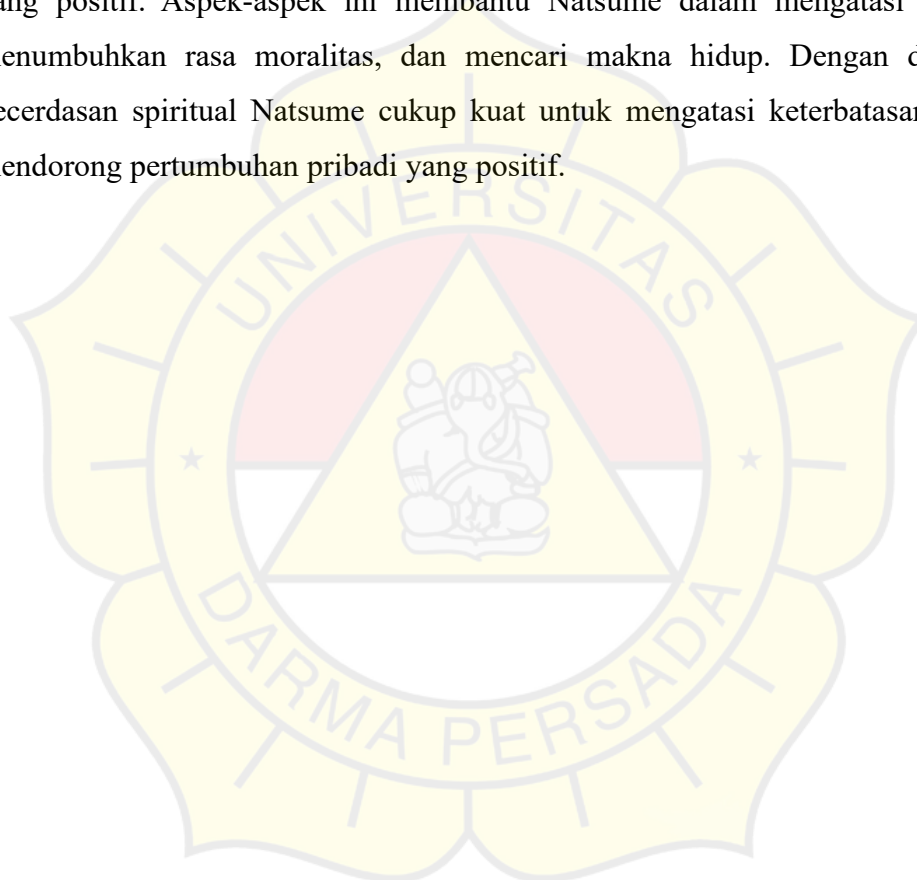 ang positif. Aspek-aspek ini membantu Natsume dalam mengatasi
enumbuhkan rasa moralitas, dan mencari makna hidup. Dengan d
ecerdasan spiritual Natsume cukup kuat untuk mengatasi keterbatasan
endorong pertumbuhan pribadi yang positif.
UNIVERSITAS
DARMA PERSADA